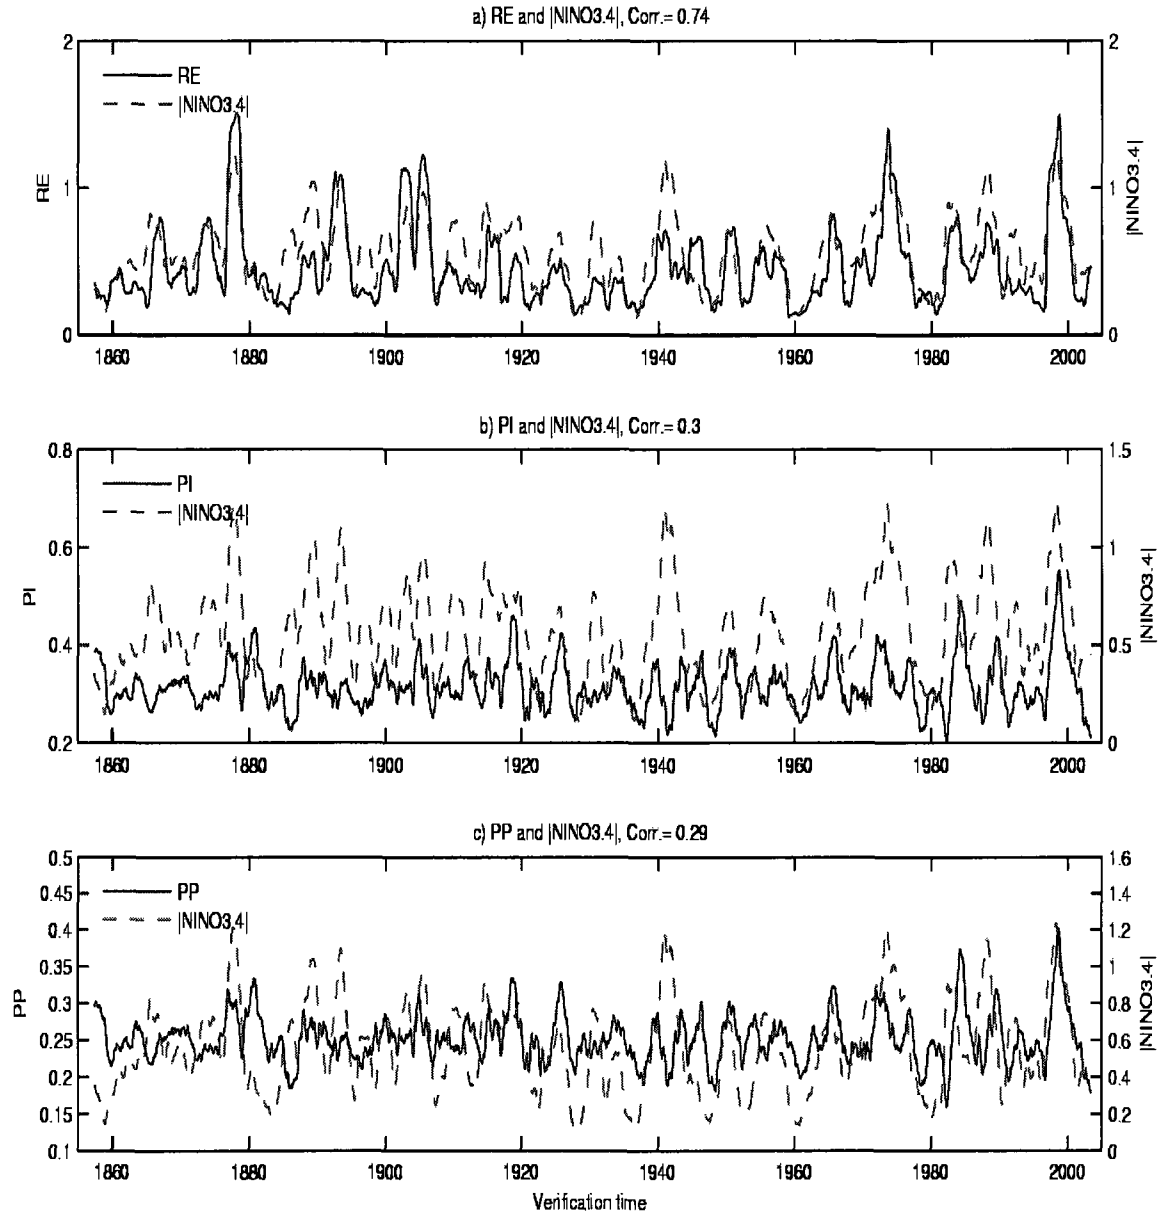 a) RE and |NINO3.4|, Corr.= 0.74
2
1
0
RE
2
1
0
|NINO3.4|
RE
|NINO3.4|
1860 1880 1900 1920 1940 1960 1980 2000
b) PI and |NINO3.4|, Corr.= 0.3
0.8
0.6
0.4
0.2
PI
1.5
1
0.5
0
|NINO3.4|
PI
|NINO3.4|
1860 1880 1900 1920 1940 1960 1980 2000
c) PP and |NINO3.4|, Corr.= 0.29
0.5
0.45
0.4
0.35
0.3
0.25
0.2
0.15
0.1
PP
1.6
1.4
1.2
1
0.8
0.6
0.4
0.2
0
|NINO3.4|
PP
|NINO3.4|
1860 1880 1900 1920 1940 1960 1980 2000
Verification time